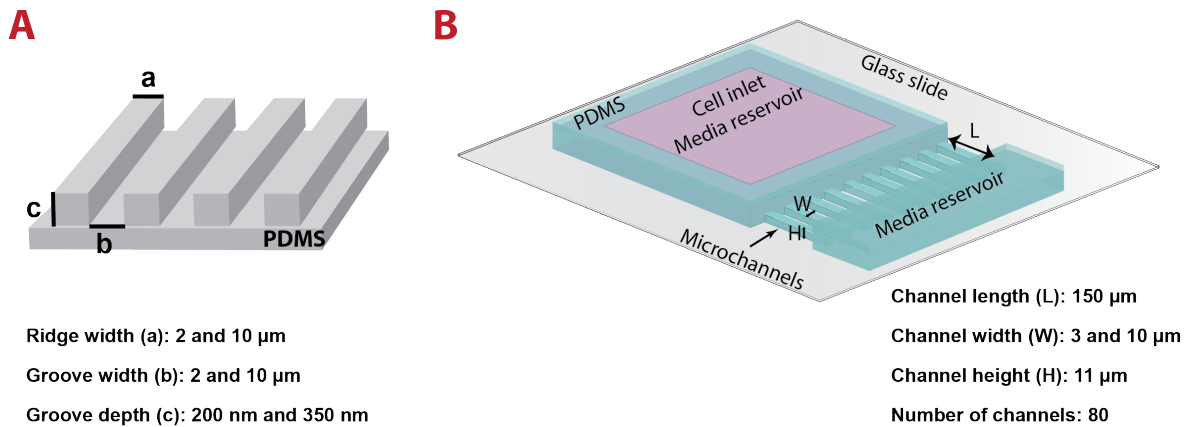 A
a
c
b
PDMS
Ridge width (a): 2 and 10 µm
Groove width (b): 2 and 10 µm
Groove depth (c): 200 nm and 350 nm
B
Glass slide
PDMS
Cell inlet
Media reservoir
L
W
H
Media reservoir
Microchannels
Channel length (L): 150 µm
Channel width (W): 3 and 10 µm
Channel height (H): 11 µm
Number of channels: 80